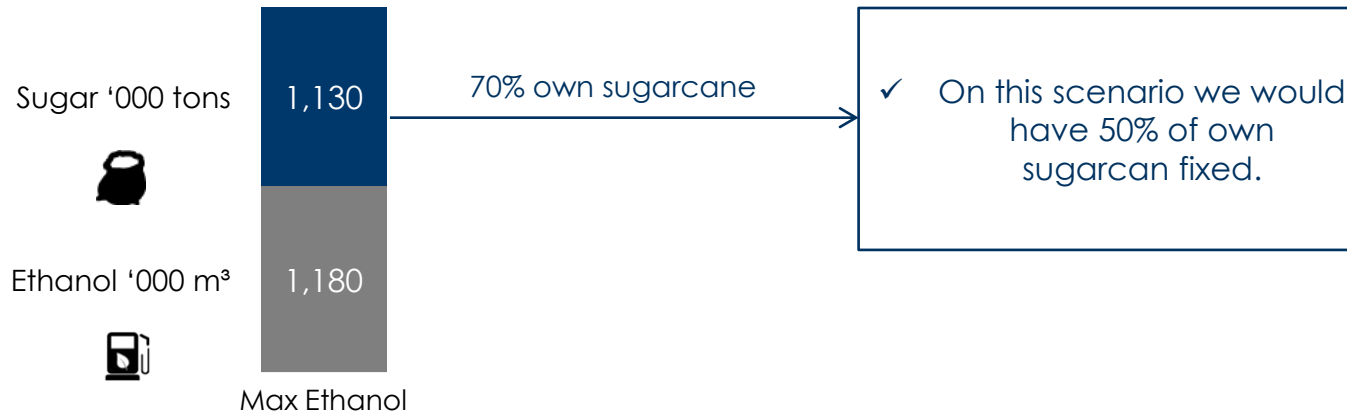 Sugar ‘000 tons
1,130
70% own sugarcane
✓ On this scenario we would
have 50% of own
sugarcan fixed.
Ethanol ‘000 m³
1,180
Max Ethanol